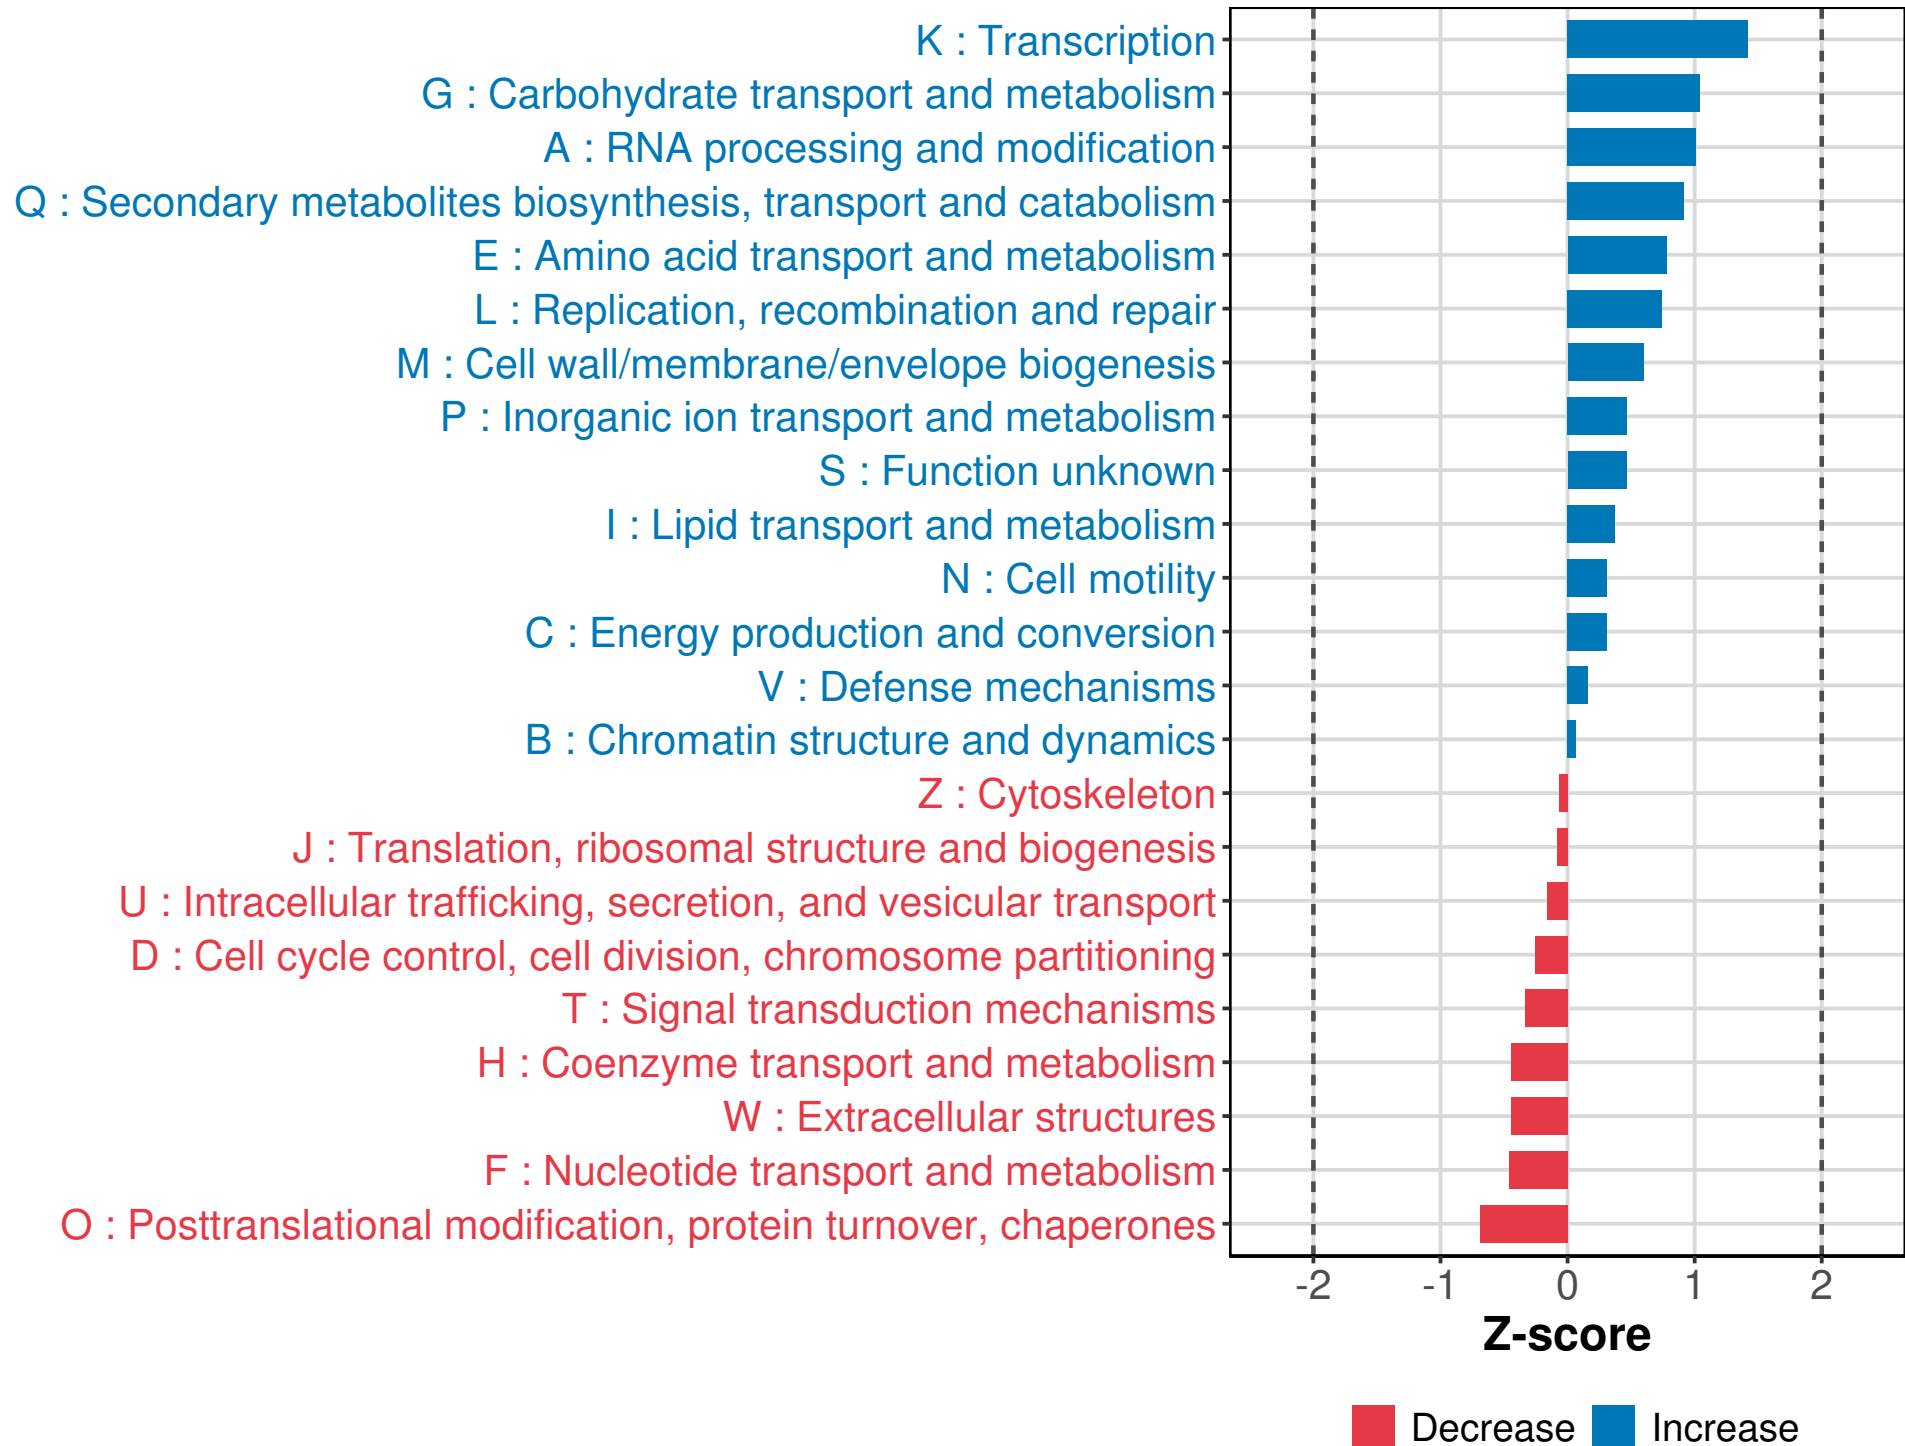 K : Transcription
G : Carbohydrate transport and metabolism
A : RNA processing and modification
Q : Secondary metabolites biosynthesis, transport and catabolism
E : Amino acid transport and metabolism
L : Replication, recombination and repair
M : Cell wall/membrane/envelope biogenesis
P : Inorganic ion transport and metabolism
S : Function unknown
I : Lipid transport and metabolism
N : Cell motility
C : Energy production and conversion
V : Defense mechanisms
B : Chromatin structure and dynamics
Z : Cytoskeleton
J : Translation, ribosomal structure and biogenesis
U : Intracellular trafficking, secretion, and vesicular transport
D : Cell cycle control, cell division, chromosome partitioning
T : Signal transduction mechanisms
H : Coenzyme transport and metabolism
W : Extracellular structures
F : Nucleotide transport and metabolism
O : Posttranslational modification, protein turnover, chaperones
-2 -1 0 1 2
Z-score
Decrease Increase